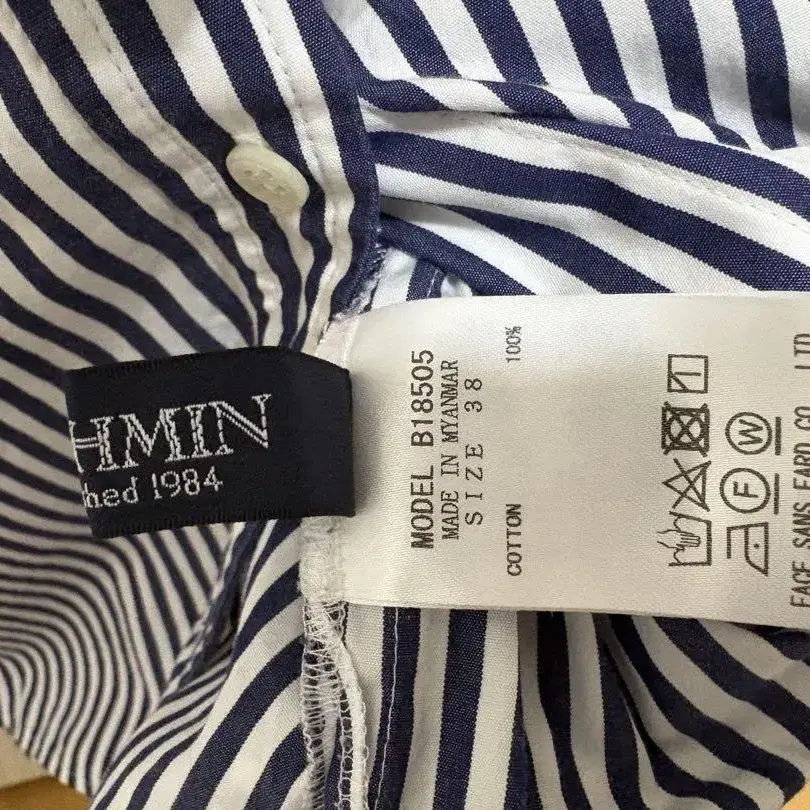 HMIN
hed 1984
MODEL B18505
MADE IN MYANMAR
SIZE 38
COTTON 100%
W
F
FACE SANS FARD CO. LTD